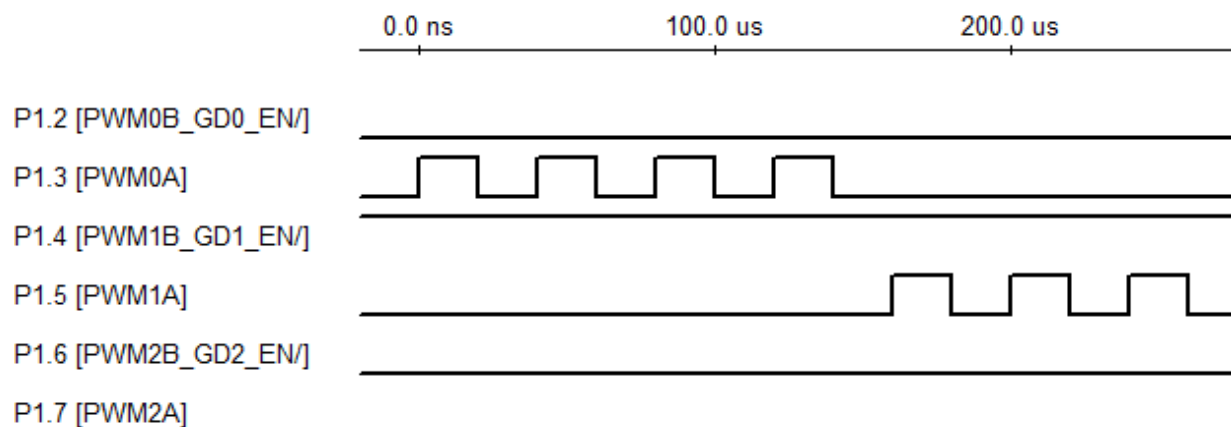 0.0 ns 100.0 us 200.0 us
P1.2 [PWM0B_GD0_EN/]
P1.3 [PWM0A]
P1.4 [PWM1B_GD1_EN/]
P1.5 [PWM1A]
P1.6 [PWM2B_GD2_EN/]
P1.7 [PWM2A]